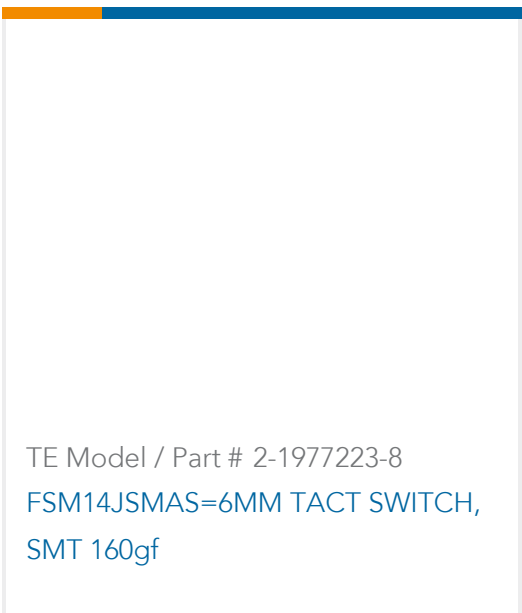 TE Model / Part # 2-1977223-8
FSM14JSMAS=6MM TACT SWITCH,
SMT 160gf